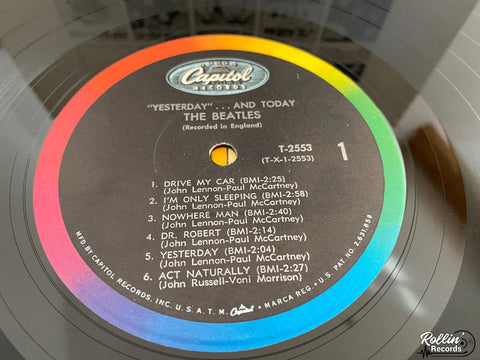 Capitol
RECORDS
"YESTERDAY" . . . AND TODAY
THE BEATLES
(Recorded in England)
T-2553
(T-X-1-2553)
1
1. DRIVE MY CAR (BMI-2:25)
(John Lennon-Paul McCartney)
2. I'M ONLY SLEEPING (BMI-2:58)
(John Lennon-Paul McCartney)
3. NOWHERE MAN (BMI-2:40)
(John Lennon-Paul McCartney)
4. DR. ROBERT (BMI-2:14)
(John Lennon-Paul McCartney)
5. YESTERDAY (BMI-2:04)
(John Lennon-Paul McCartney)
6. ACT NATURALLY (BMI-2:27)
(John Russell-Voni Morrison)
MFD BY CAPITOL RECORDS, INC. U.S.A. T.M. Capitol MARCA REG. • U.S. PAT. NO. 2,631,859
Rollin'
Records